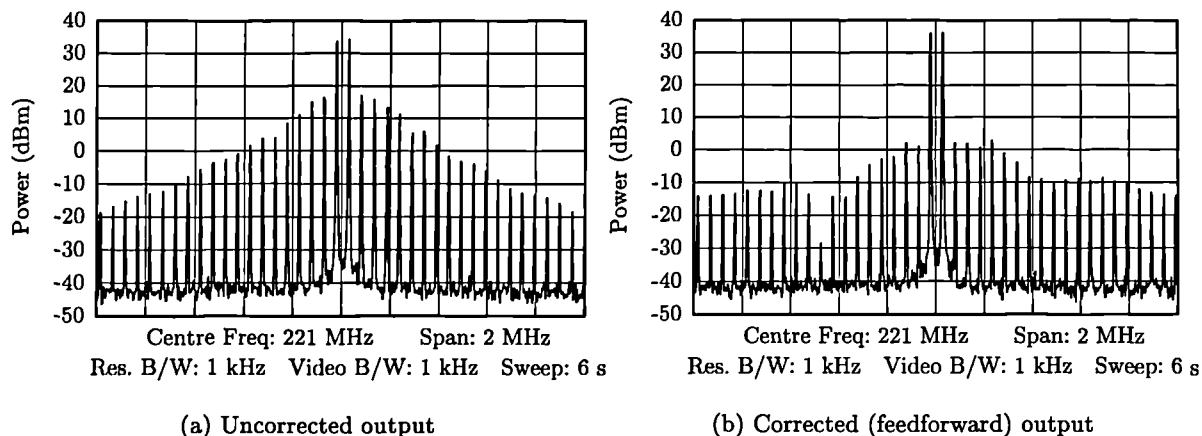 40
30
20
10
0
-10
-20
-30
-40
-50
Power (dBm)
Centre Freq: 221 MHz Span: 2 MHz
Res. B/W: 1 kHz Video B/W: 1 kHz Sweep: 6 s
(a) Uncorrected output
40
30
20
10
0
-10
-20
-30
-40
-50
Power (dBm)
Centre Freq: 221 MHz Span: 2 MHz
Res. B/W: 1 kHz Video B/W: 1 kHz Sweep: 6 s
(b) Corrected (feedforward) output